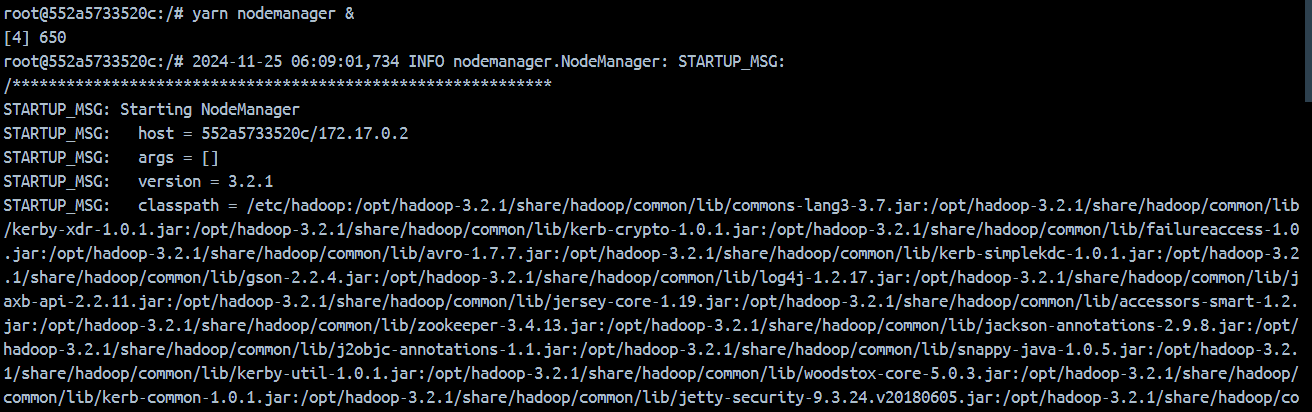 root@552a5733520c:/# yarn nodemanager &
[4] 650
root@552a5733520c:/# 2024-11-25 06:09:01,734 INFO nodemanager.NodeManager: STARTUP_MSG:
/************************************************************
STARTUP_MSG: Starting NodeManager
STARTUP_MSG:   host = 552a5733520c/172.17.0.2
STARTUP_MSG:   args = []
STARTUP_MSG:   version = 3.2.1
STARTUP_MSG:   classpath = /etc/hadoop:/opt/hadoop-3.2.1/share/hadoop/common/lib/commons-lang3-3.7.jar:/opt/hadoop-3.2.1/share/hadoop/common/lib
/kerby-xdr-1.0.1.jar:/opt/hadoop-3.2.1/share/hadoop/common/lib/kerb-crypto-1.0.1.jar:/opt/hadoop-3.2.1/share/hadoop/common/lib/failureaccess-1.0
.jar:/opt/hadoop-3.2.1/share/hadoop/common/lib/avro-1.7.7.jar:/opt/hadoop-3.2.1/share/hadoop/common/lib/kerb-simplekdc-1.0.1.jar:/opt/hadoop-3.2
.1/share/hadoop/common/lib/gson-2.2.4.jar:/opt/hadoop-3.2.1/share/hadoop/common/lib/log4j-1.2.17.jar:/opt/hadoop-3.2.1/share/hadoop/common/lib/j
axb-api-2.2.11.jar:/opt/hadoop-3.2.1/share/hadoop/common/lib/jersey-core-1.19.jar:/opt/hadoop-3.2.1/share/hadoop/common/lib/accessors-smart-1.2.
jar:/opt/hadoop-3.2.1/share/hadoop/common/lib/zookeeper-3.4.13.jar:/opt/hadoop-3.2.1/share/hadoop/common/lib/jackson-annotations-2.9.8.jar:/opt/
hadoop-3.2.1/share/hadoop/common/lib/j2objc-annotations-1.1.jar:/opt/hadoop-3.2.1/share/hadoop/common/lib/snappy-java-1.0.5.jar:/opt/hadoop-3.2.
1/share/hadoop/common/lib/kerby-util-1.0.1.jar:/opt/hadoop-3.2.1/share/hadoop/common/lib/woodstox-core-5.0.3.jar:/opt/hadoop-3.2.1/share/hadoop/
common/lib/kerb-common-1.0.1.jar:/opt/hadoop-3.2.1/share/hadoop/common/lib/jetty-security-9.3.24.v20180605.jar:/opt/hadoop-3.2.1/share/hadoop/co